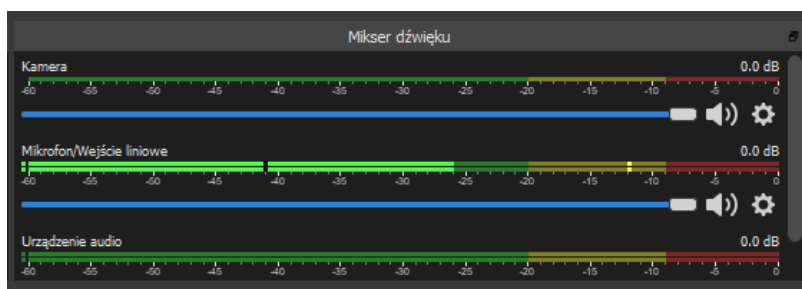 Mikser dźwięku
Kamera 0.0 dB
-60 -55 -50 -45 -40 -35 -30 -25 -20 -15 -10 -5 0
Mikrofon/Wejście liniowe 0.0 dB
-60 -55 -50 -45 -40 -35 -30 -25 -20 -15 -10 -5 0
Urządzenie audio 0.0 dB
-60 -55 -50 -45 -40 -35 -30 -25 -20 -15 -10 -5 0